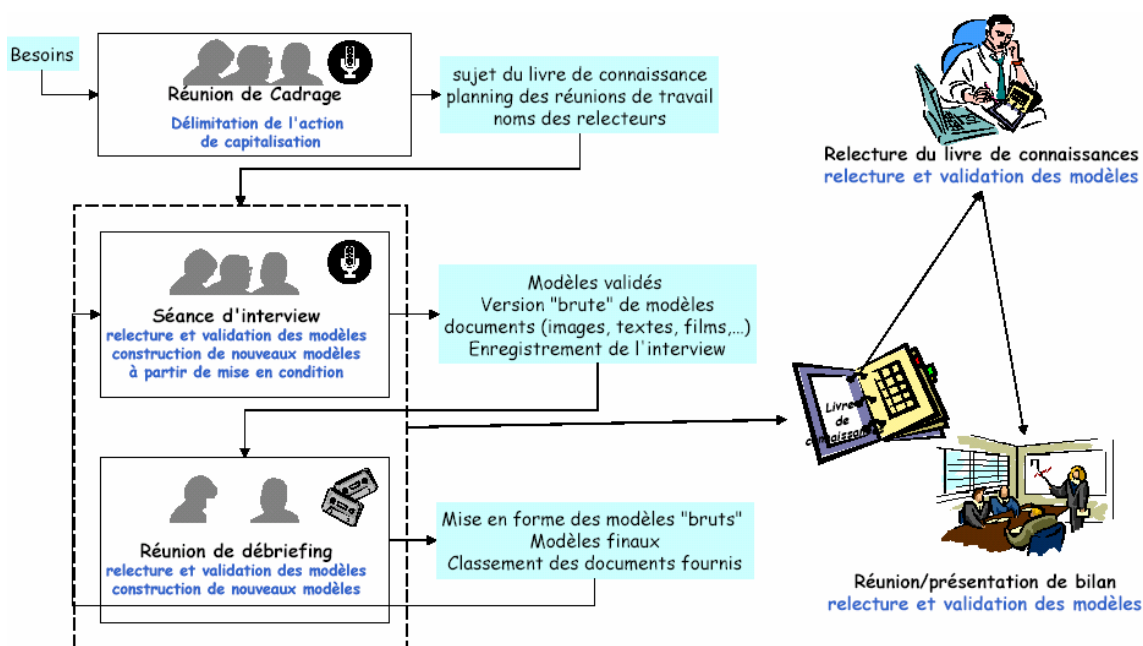 Besoins
Réunion de Cadrage
Délimitation de l'action
de capitalisation
sujet du livre de connaissance
planning des réunions de travail
noms des relecteurs
Relecture du livre de connaissances
relecture et validation des modèles
Séance d'interview
relecture et validation des modèles
construction de nouveaux modèles
à partir de mise en condition
Modèles validés
Version "brute" de modèles
documents (images, textes, films,...)
Enregistrement de l'interview
Livre
de
connaissance
Réunion de débriefing
relecture et validation des modèles
construction de nouveaux modèles
Mise en forme des modèles "bruts"
Modèles finaux
Classement des documents fournis
Réunion/présentation de bilan
relecture et validation des modèles